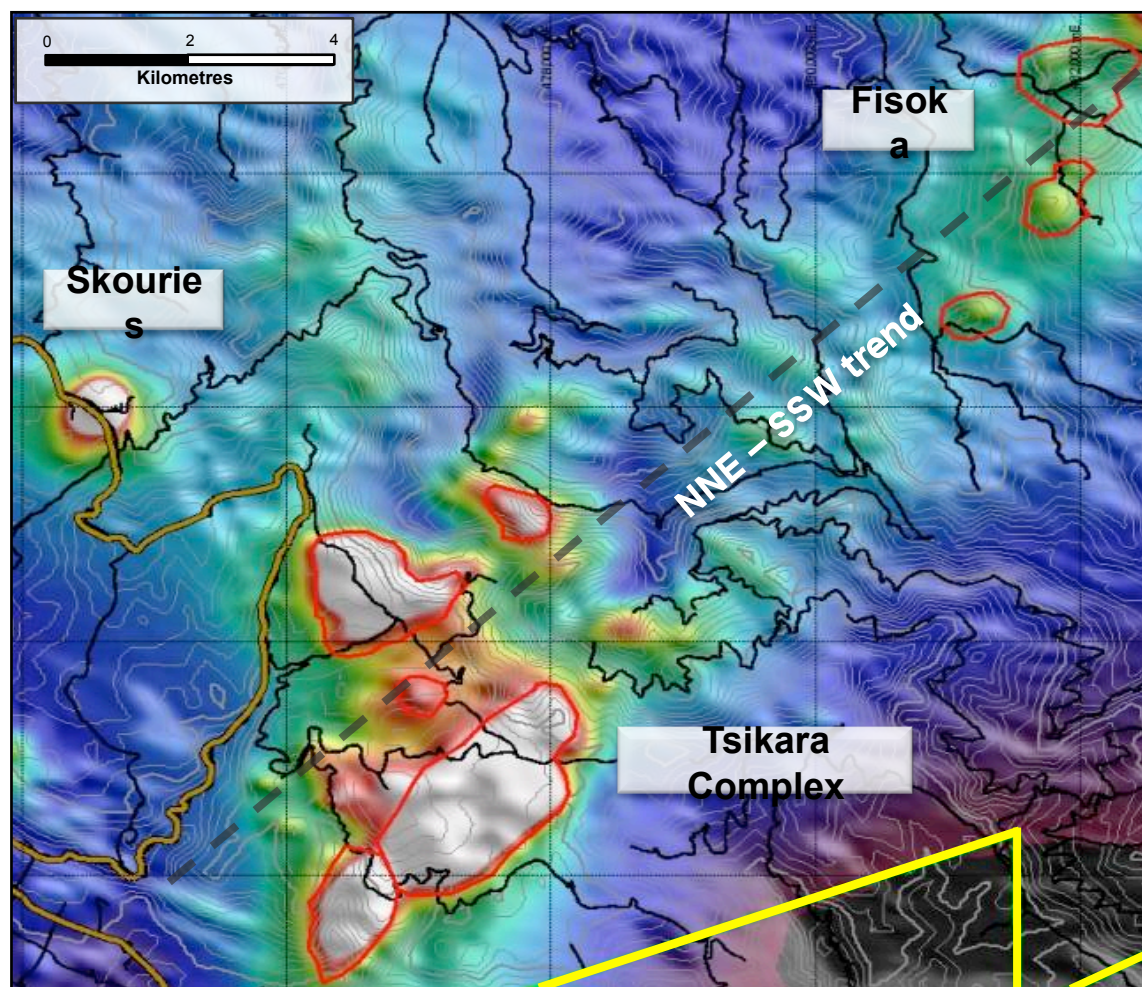 0 2 4
Kilometres
Fisok
a
Skourie
s
NNE – SSW trend
Tsikara
Complex